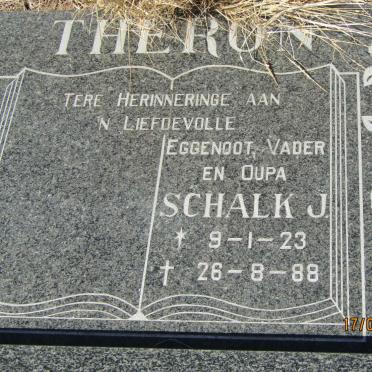 THERON
TERE HERINNERINGE AAN
'N LIEFDEVOLLE
EGGENOOT, VADER
EN OUPA
SCHALK J.
* 9-1-23
† 26-8-88